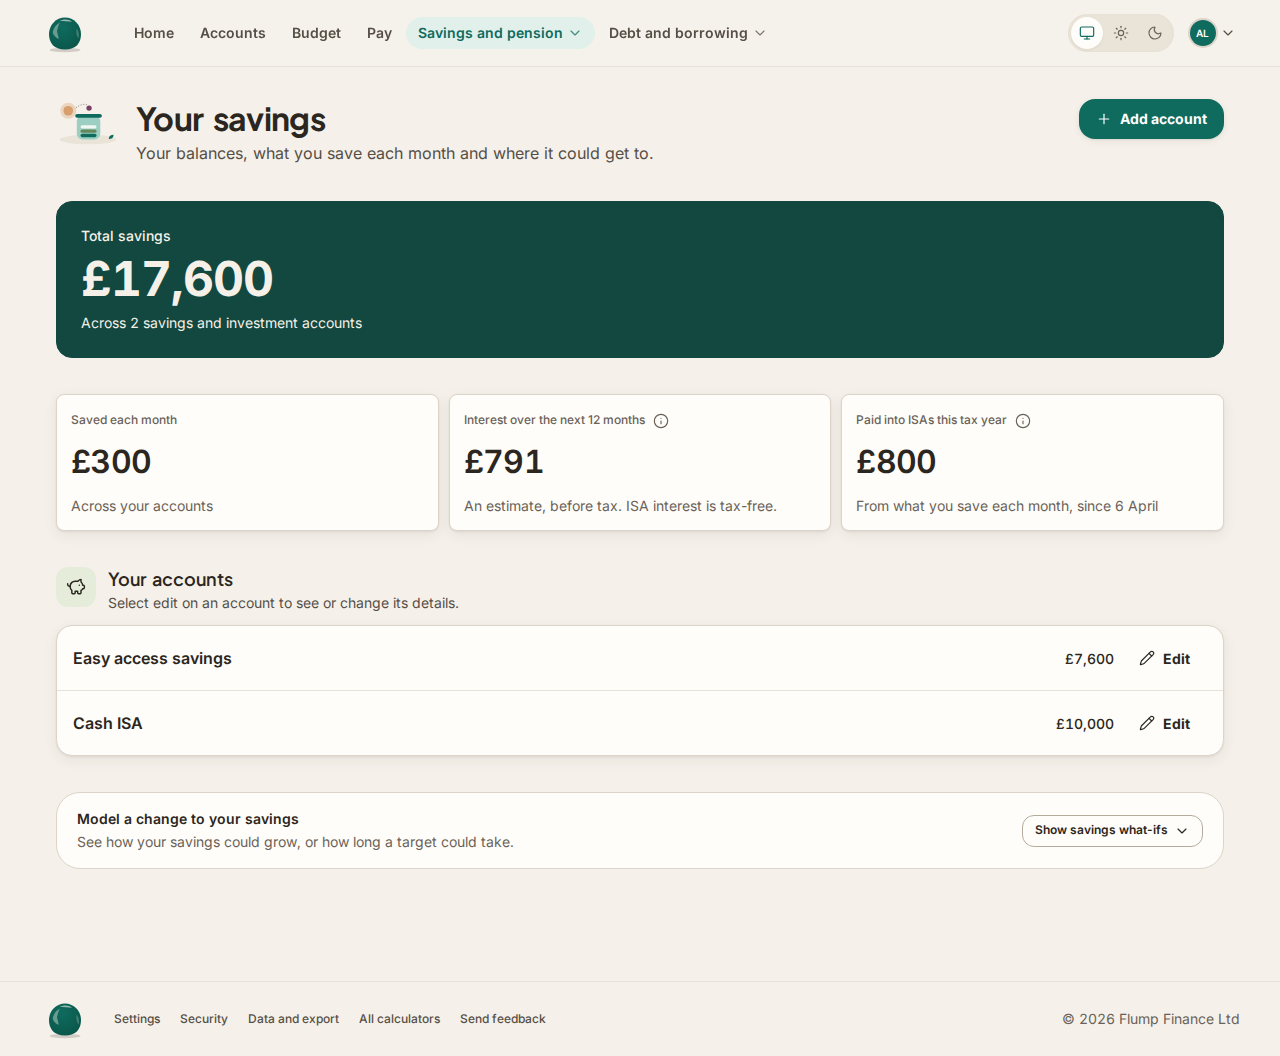 Home
Accounts
Budget
Pay
Savings and pension
Debt and borrowing
AL
Your savings
Your balances, what you save each month and where it could get to.
Add account
Total savings
£17,600
Across 2 savings and investment accounts
Saved each month
£300
Across your accounts
Interest over the next 12 months
£791
An estimate, before tax. ISA interest is tax-free.
Paid into ISAs this tax year
£800
From what you save each month, since 6 April
Your accounts
Select edit on an account to see or change its details.
Easy access savings
£7,600
Edit
Cash ISA
£10,000
Edit
Model a change to your savings
See how your savings could grow, or how long a target could take.
Show savings what-ifs
Settings
Security
Data and export
All calculators
Send feedback
© 2026 Flump Finance Ltd